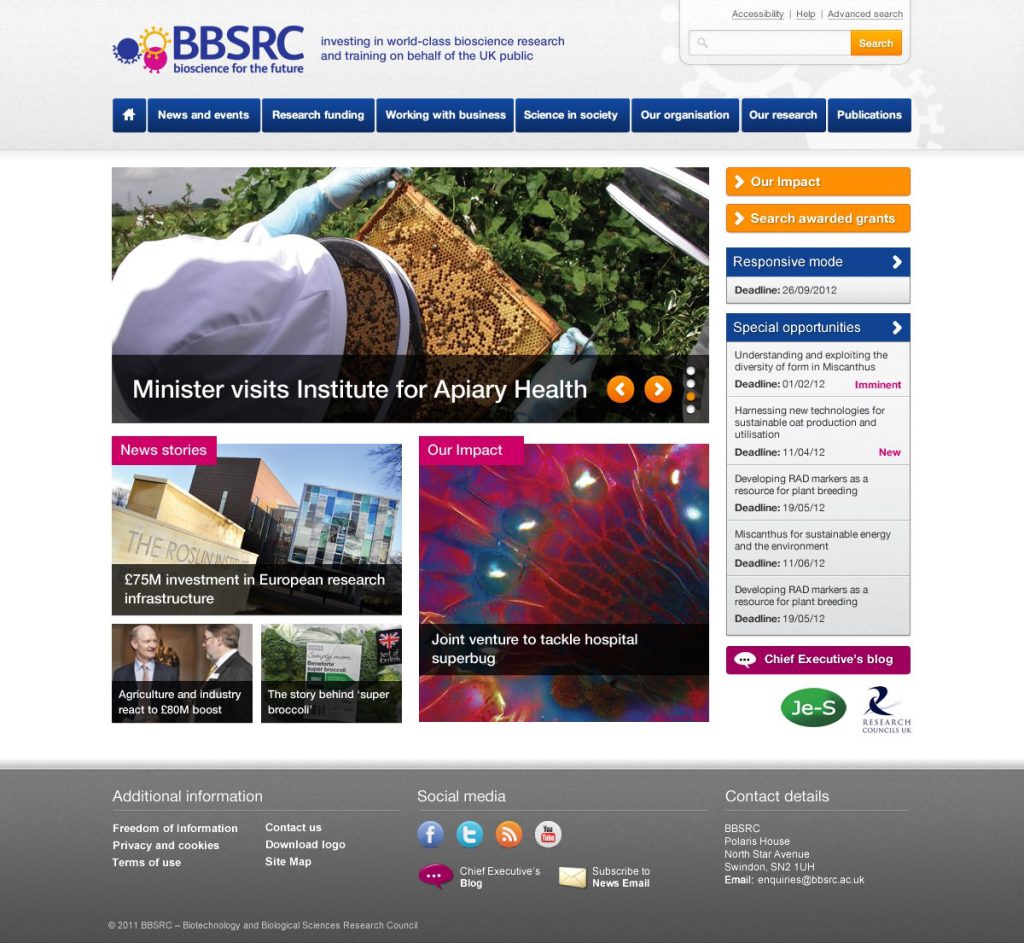 Accessibility | Help | Advanced search
BBSRC
bioscience for the future
investing in world-class bioscience research
and training on behalf of the UK public
Search
News and events
Research funding
Working with business
Science in society
Our organisation
Our research
Publications
Minister visits Institute for Apiary Health
News stories
THE ROSLIN INSTITUTE
£75M investment in European research
infrastructure
Agriculture and industry
react to £80M boost
Simply more...
Beneforte
super broccoli
best of
british
The story behind ‘super
broccoli’
Our Impact
Joint venture to tackle hospital
superbug
Our Impact
Search awarded grants
Responsive mode
Deadline: 26/09/2012
Special opportunities
Understanding and exploiting the
diversity of form in Miscanthus
Deadline: 01/02/12 Imminent
Harnessing new technologies for
sustainable oat production and
utilisation
Deadline: 11/04/12 New
Developing RAD markers as a
resource for plant breeding
Deadline: 19/05/12
Miscanthus for sustainable energy
and the environment
Deadline: 11/06/12
Developing RAD markers as a
resource for plant breeding
Deadline: 19/05/12
Chief Executive’s blog
Je-S
RESEARCH
COUNCILS UK
Additional information
Freedom of Information
Privacy and cookies
Terms of use
Contact us
Download logo
Site Map
Social media
f
t
You
Tube
Chief Executive’s
Blog
Subscribe to
News Email
Contact details
BBSRC
Polaris House
North Star Avenue
Swindon, SN2 1UH
Email: enquiries@bbsrc.ac.uk
© 2011 BBSRC – Biotechnology and Biological Sciences Research Council